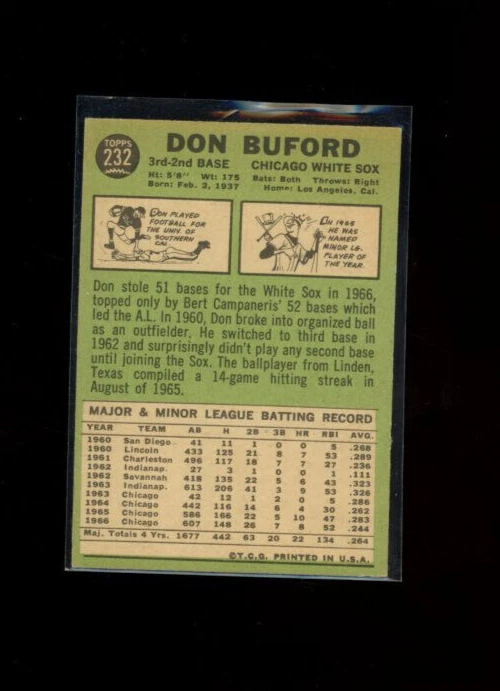 TOPPS
232
DON BUFORD
3rd-2nd BASE CHICAGO WHITE SOX
Ht: 5'8" Wt: 175 Bats: Both Throws: Right
Born: Feb. 2, 1937 Home: Los Angeles, Cal.
DON PLAYED
FOOTBALL FOR
THE UNIV. OF
SOUTHERN
CAL.
IN 1963
HE WAS
NAMED
MINOR LG.
PLAYER OF
THE YEAR.
Don stole 51 bases for the White Sox in 1966,
topped only by Bert Campaneris' 52 bases which
led the A.L. In 1960, Don broke into organized ball
as an outfielder. He switched to third base in
1962 and surprisingly didn't play any second base
until joining the Sox. The ballplayer from Linden,
Texas compiled a 14-game hitting streak in
August of 1965.
MAJOR & MINOR LEAGUE BATTING RECORD
YEAR TEAM AB H 2B 3B HR RBI AVG.
1960 San Diego 41 11 1 0 0 5 .268
1960 Lincoln 433 125 21 8 7 53 .289
1961 Charleston 496 117 18 7 7 27 .236
1962 Indianap. 27 3 1 0 0 1 .111
1962 Savannah 418 135 22 5 6 43 .323
1963 Indianap. 613 206 41 3 9 53 .336
1963 Chicago 42 12 1 2 0 5 .286
1964 Chicago 442 116 14 6 4 30 .262
1965 Chicago 586 166 22 5 10 47 .283
1966 Chicago 607 148 26 7 8 52 .244
Maj. Totals 4 Yrs. 1677 442 63 20 22 134 .264
©T.C.G. PRINTED IN U.S.A.